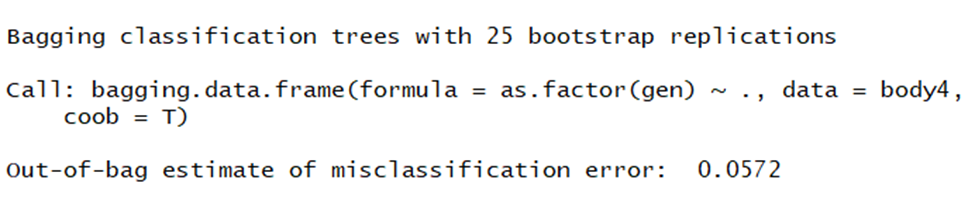 Bagging classification trees with 25 bootstrap replications
Call: bagging.data.frame(formula = as.factor(gen) ~ ., data = body4,
coob = T)
Out-of-bag estimate of misclassification error:  0.0572